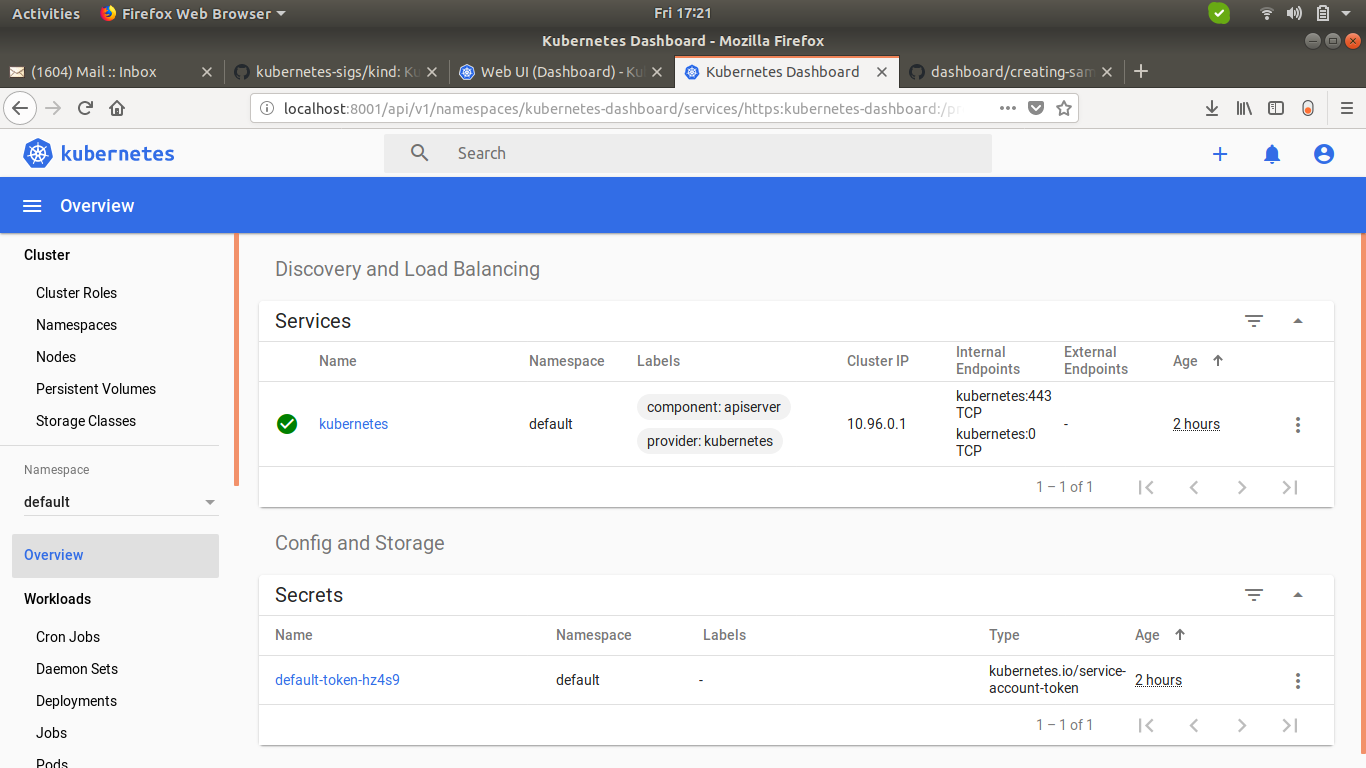 Activities Firefox Web Browser Fri 17:21
Kubernetes Dashboard - Mozilla Firefox
(1604) Mail :: Inbox kubernetes-sigs/kind: Ku Web UI (Dashboard) - Kub Kubernetes Dashboard dashboard/creating-sam
localhost:8001/api/v1/namespaces/kubernetes-dashboard/services/https:kubernetes-dashboard:/pr
kubernetes Search
Overview
Cluster
Cluster Roles
Namespaces
Nodes
Persistent Volumes
Storage Classes
Namespace
default
Overview
Workloads
Cron Jobs
Daemon Sets
Deployments
Jobs
Pods
Discovery and Load Balancing
Services
Name Namespace Labels Cluster IP Internal Endpoints External Endpoints Age
kubernetes default component: apiserver provider: kubernetes 10.96.0.1 kubernetes:443 TCP kubernetes:0 TCP - 2 hours
1 – 1 of 1
Config and Storage
Secrets
Name Namespace Labels Type Age
default-token-hz4s9 default - kubernetes.io/service-account-token 2 hours
1 – 1 of 1